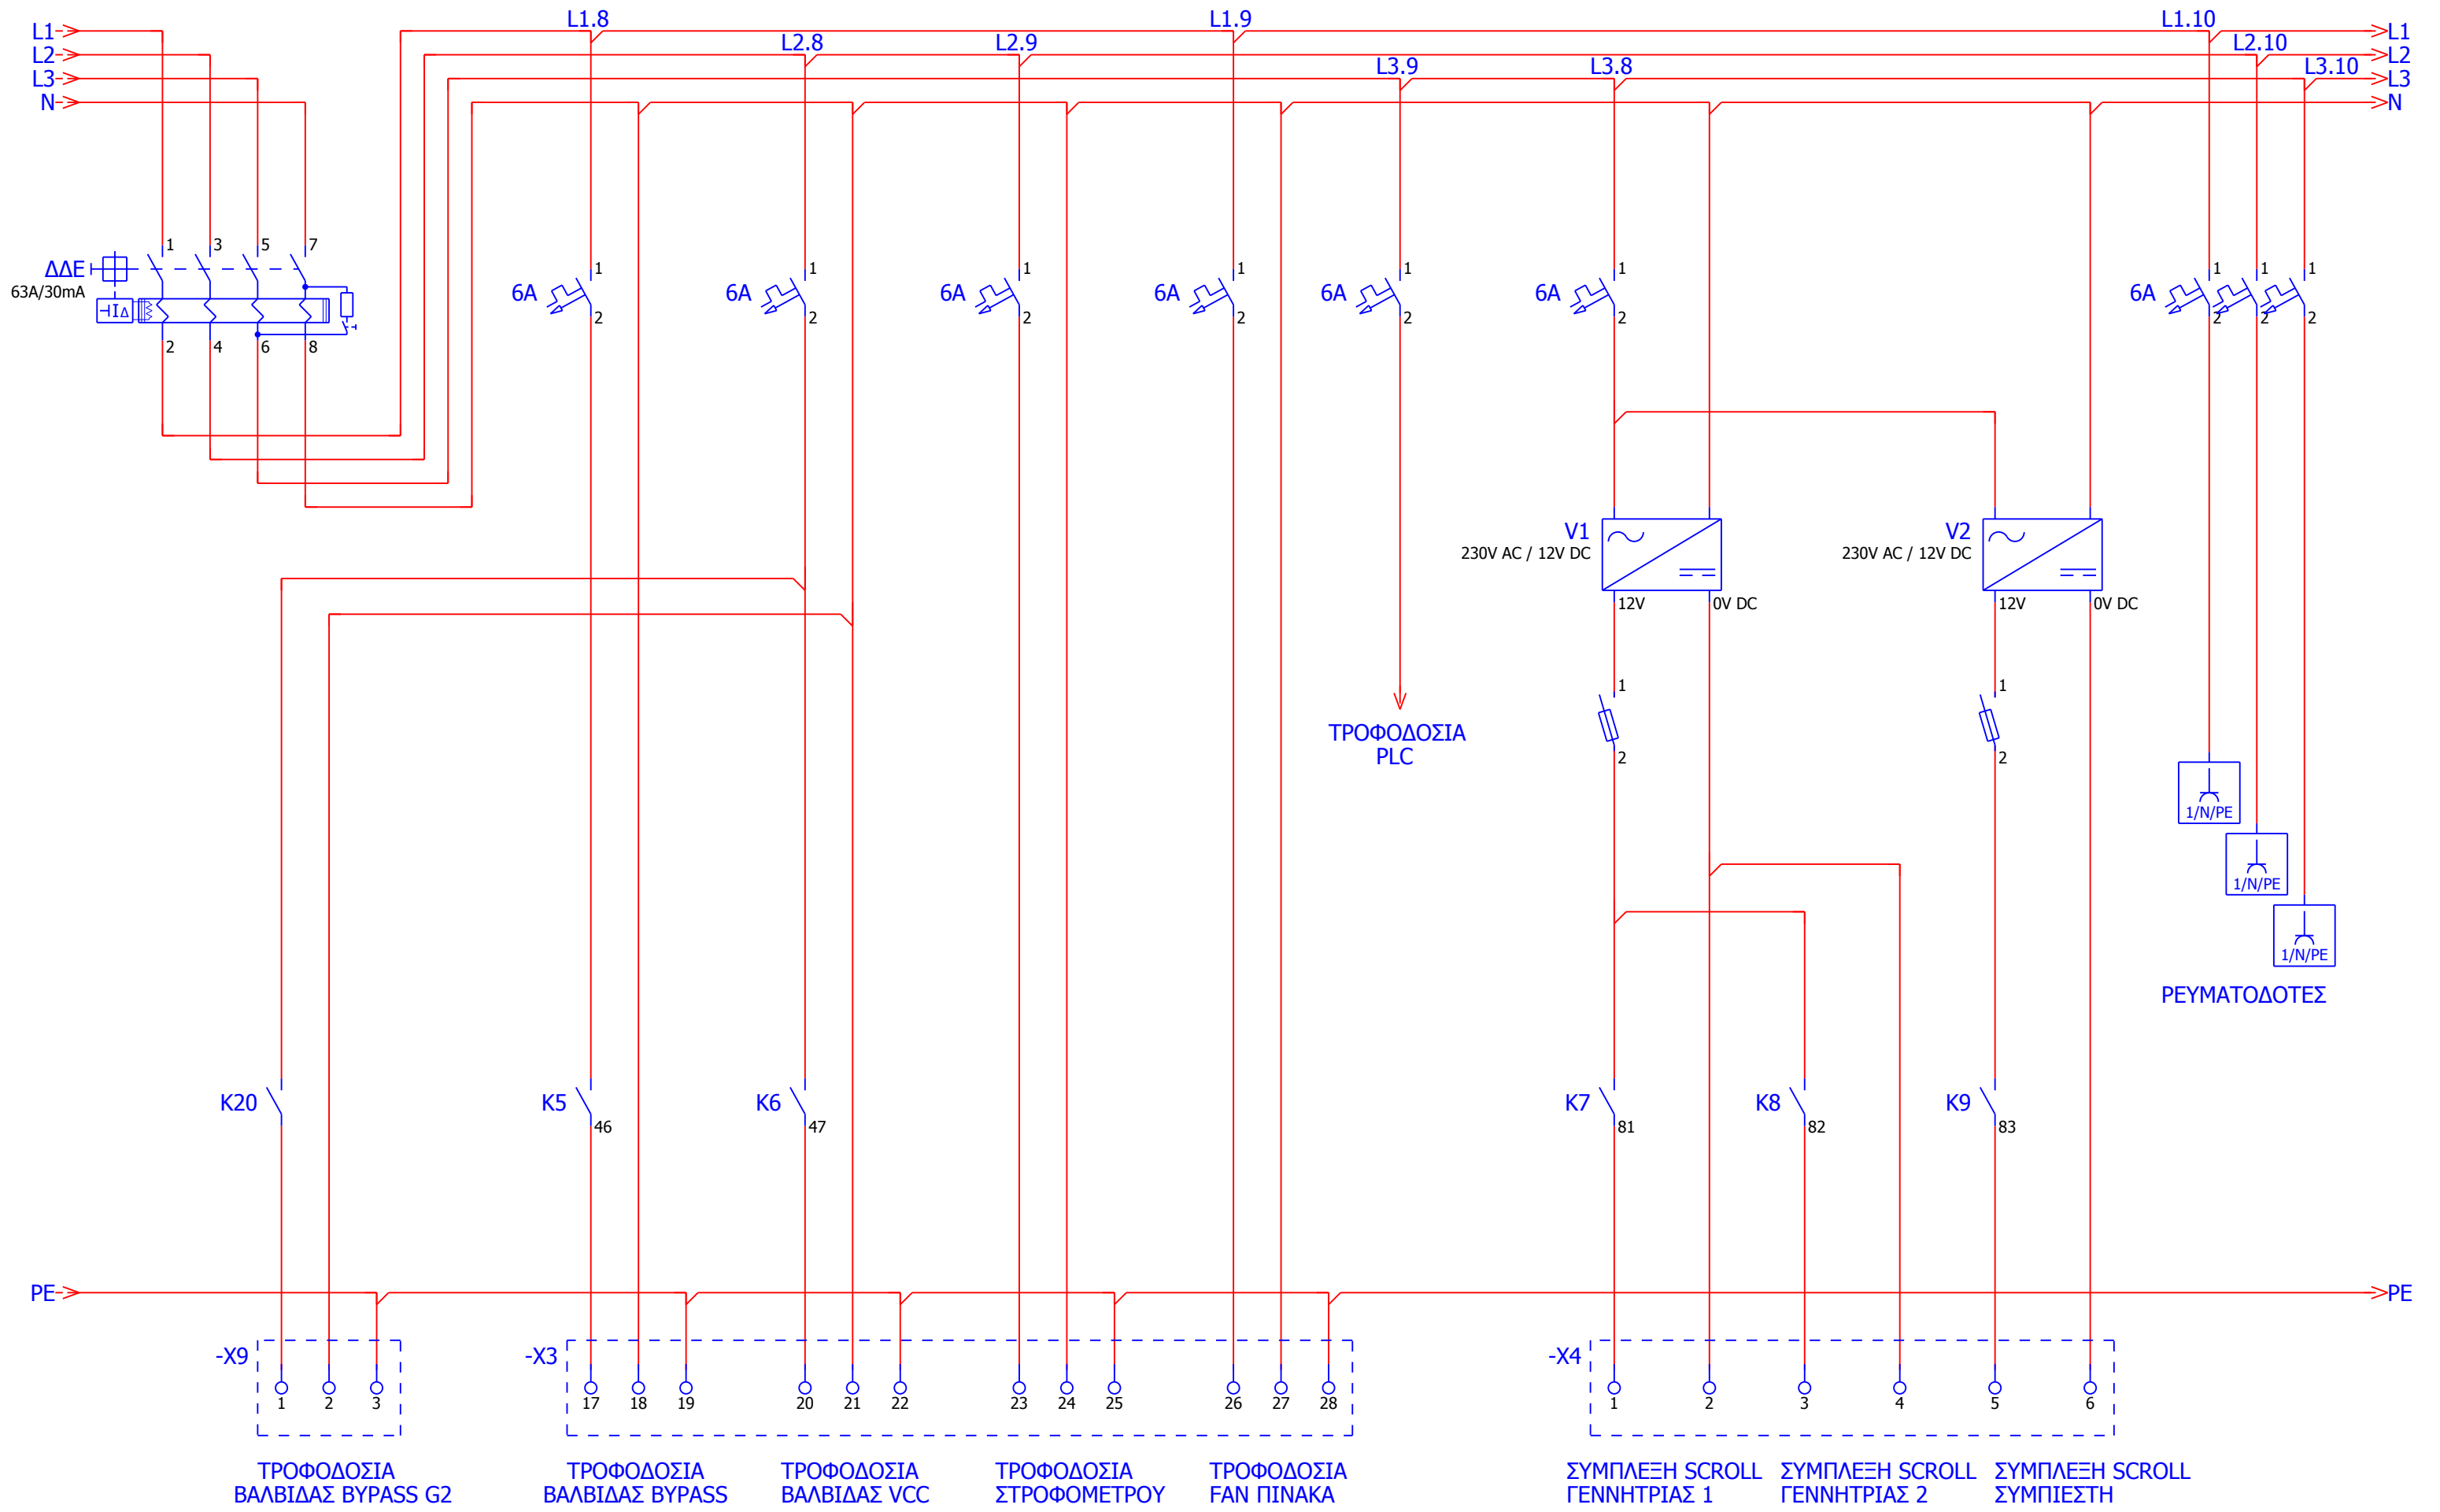 L1.8 L1.9 L1.10
L1 L1
L2.8 L2.9 L2.10
L2 L2
L3.9 L3.8 L3.10
L3 L3
N N
1 3 5 7
ΔΔΕ 1 1 1 1 1 1 1 1 1
63A/30mA 6A 6A 6A 6A 6A 6A 6A
IΔ
2 2 2 2 2 2 2 2 2
2 4 6 8
V1 V2
230V AC / 12V DC 230V AC / 12V DC
12V 0V DC 12V 0V DC
1 1
ΤΡΟΦΟΔΟΣΙΑ
PLC
2 2
1/N/PE
1/N/PE
1/N/PE
ΡΕΥΜΑΤΟΔΟΤΕΣ
K20 K5 K6 K7 K8 K9
46 47 81 82 83
PE PE
-X9 -X3 -X4
1 2 3 17 18 19 20 21 22 23 24 25 26 27 28 1 2 3 4 5 6
ΤΡΟΦΟΔΟΣΙΑ ΤΡΟΦΟΔΟΣΙΑ ΤΡΟΦΟΔΟΣΙΑ ΤΡΟΦΟΔΟΣΙΑ ΤΡΟΦΟΔΟΣΙΑ ΣΥΜΠΛΕΞΗ SCROLL ΣΥΜΠΛΕΞΗ SCROLL ΣΥΜΠΛΕΞΗ SCROLL
ΒΑΛΒΙΔΑΣ BYPASS G2 ΒΑΛΒΙΔΑΣ BYPASS ΒΑΛΒΙΔΑΣ VCC ΣΤΡΟΦΟΜΕΤΡΟΥ FAN ΠΙΝΑΚΑ ΓΕΝΝΗΤΡΙΑΣ 1 ΓΕΝΝΗΤΡΙΑΣ 2 ΣΥΜΠΙΕΣΤΗ